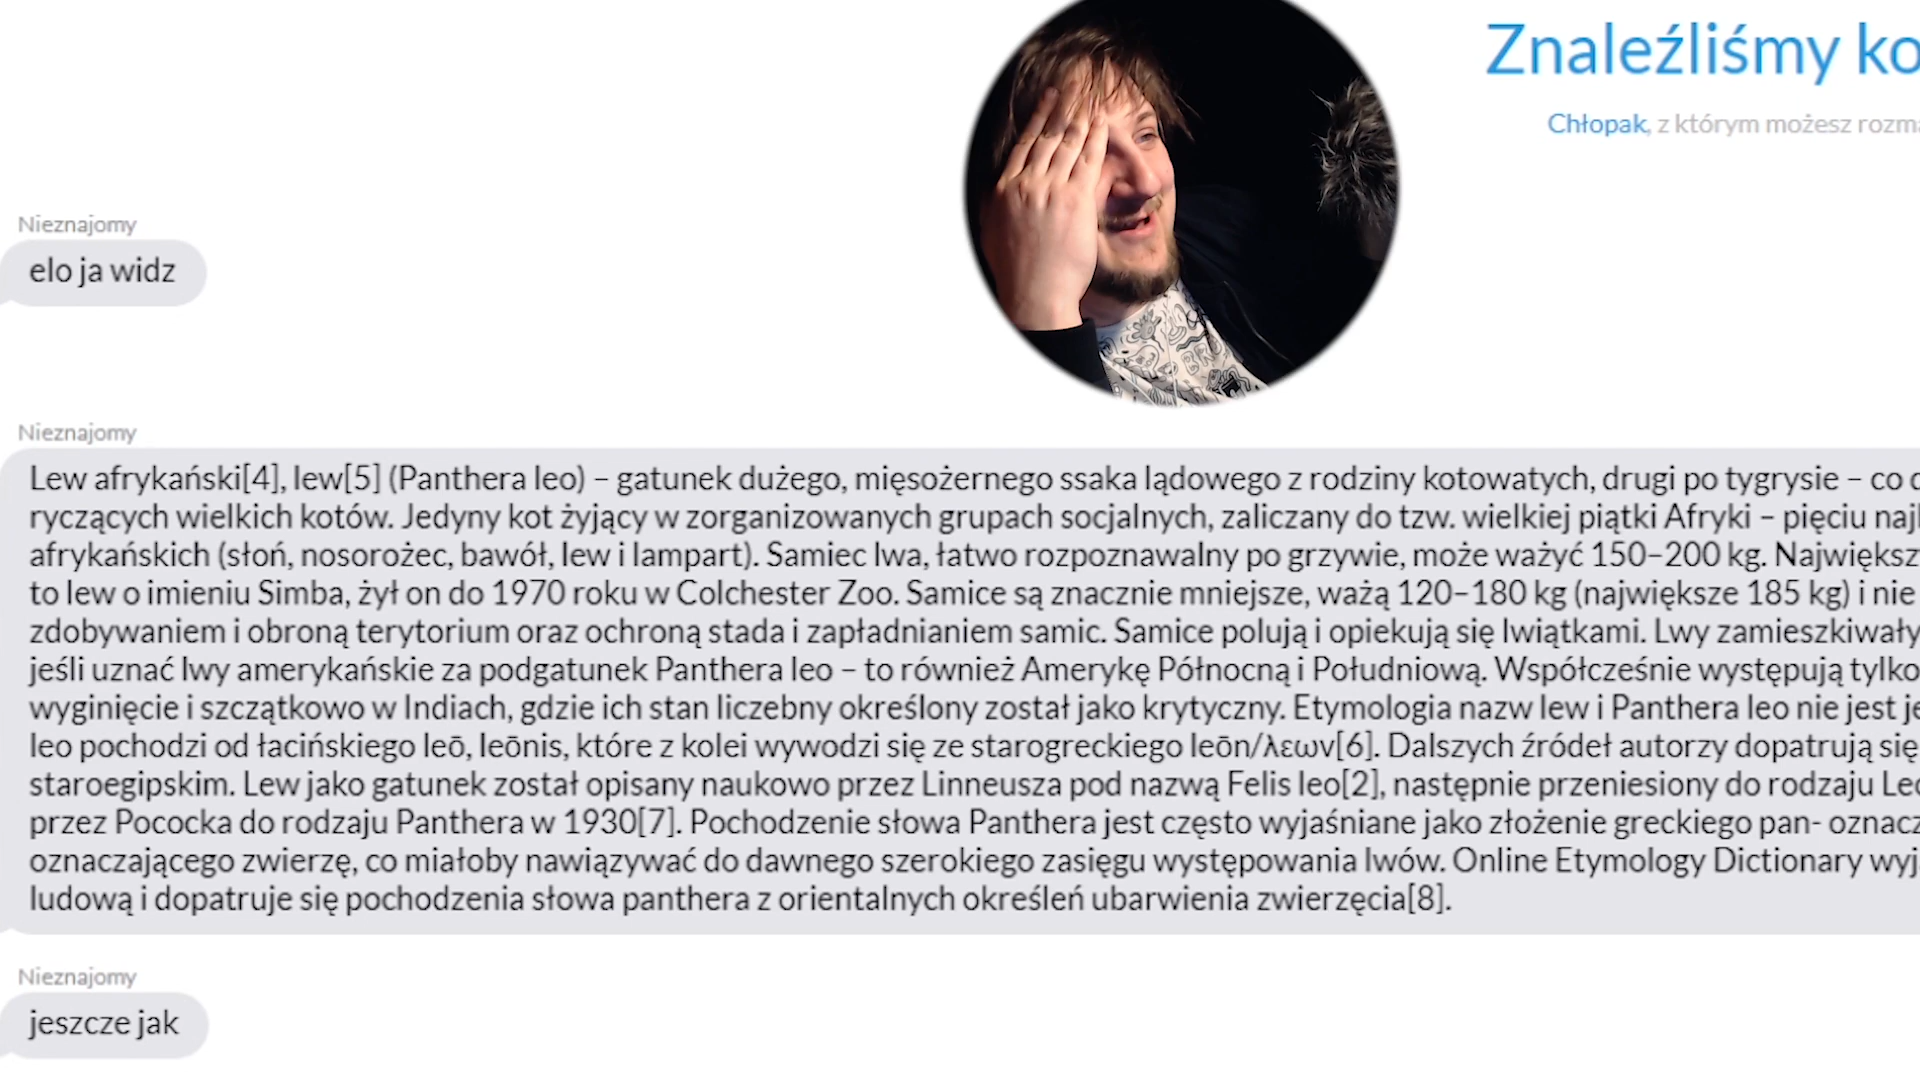 Znaleźliśmy
Chłopak, z którym możesz
Nieznajomy
elo ja widz
Nieznajomy
Lew afrykański[4], lew[5] (Panthera leo) – gatunek dużego, mięsożernego ssaka lądowego z rodziny kotowatych, drugi po tygrysie – co
ryczących wielkich kotów. Jedyny kot żyjący w zorganizowanych grupach socjalnych, zaliczany do tzw. wielkiej piątki Afryki – pięciu
afrykańskich (słoń, nosorożec, bawół, lew i lampart). Samiec lwa, łatwo rozpoznawalny po grzywie, może ważyć 150–200 kg.
to lew o imieniu Simba, żył on do 1970 roku w Colchester Zoo. Samice są znacznie mniejsze, ważą 120–180 kg (największe 185 kg) i nie
zdobywaniem i obroną terytorium oraz ochroną stada i zapładnianiem samic. Samice polują i opiekują się lwiątkami. Lwy zamieszkiwały
jeśli uznać lwy amerykańskie za podgatunek Panthera leo – to również Amerykę Północną i Południową. Współcześnie występują tylko
wyginięcie i szczątkowo w Indiach, gdzie ich stan liczebny określony został jako krytyczny. Etymologia nazw lew i Panthera leo nie jest
leo pochodzi od łacińskiego leō, leōnis, które z kolei wywodzi się ze starogreckiego leōn/λεων[6]. Dalszych źródeł autorzy dopatrują się
staroegipskim. Lew jako gatunek został opisany naukowo przez Linneusza pod nazwą Felis leo[2], następnie przeniesiony do rodzaju
przez Pococka do rodzaju Panthera w 1930[7]. Pochodzenie słowa Panthera jest często wyjaśniane jako złożenie greckiego pan-
oznaczającego zwierzę, co miałoby nawiązywać do dawnego szerokiego zasięgu występowania lwów. Online Etymology Dictionary
ludową i dopatruje się pochodzenia słowa panthera z orientalnych określeń ubarwienia zwierzęcia[8].
Nieznajomy
jeszcze jak